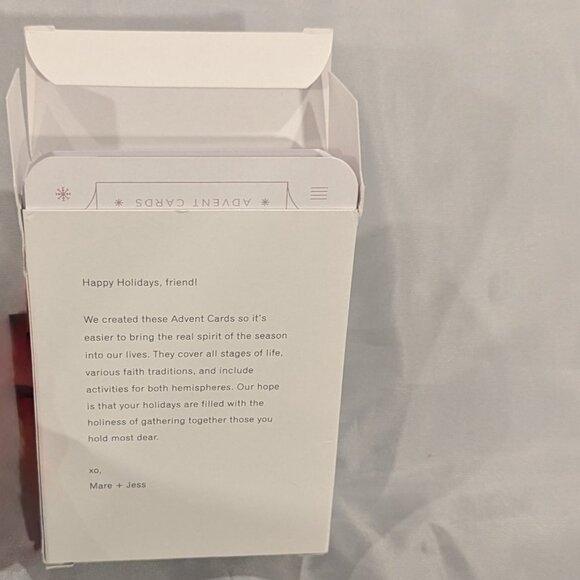 ADVENT CARDS
Happy Holidays, friend!
We created these Advent Cards so it's
easier to bring the real spirit of the season
into our lives. They cover all stages of life,
various faith traditions, and include
activities for both hemispheres. Our hope
is that your holidays are filled with the
holiness of gathering together those you
hold most dear.
xo,
Mare + Jess